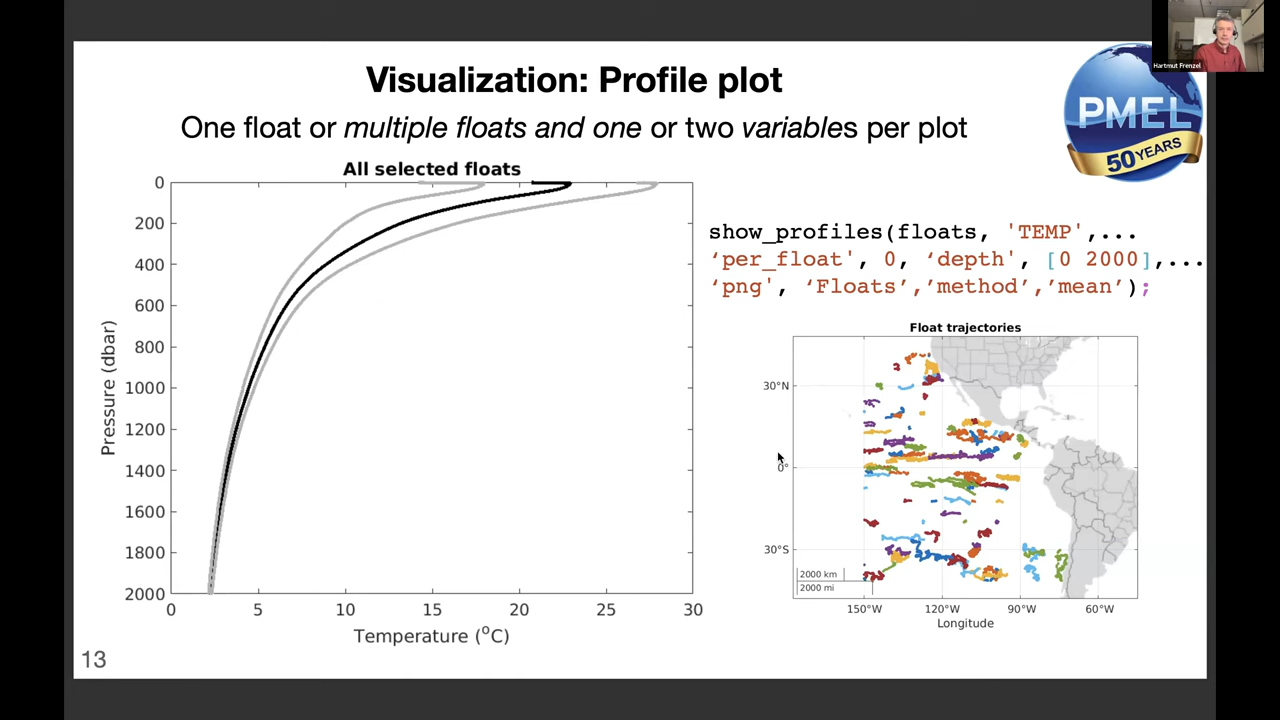 Visualization: Profile plot
One float or multiple floats and one or two variables per plot
Hartmut Frenzel
PMEL
50 YEARS
All selected floats
0
200
400
600
800
1000
1200
1400
1600
1800
2000
Pressure (dbar)
0 5 10 15 20 25 30
Temperature (°C)
show_profiles(floats, 'TEMP',...
‘per_float', 0, ‘depth', [0 2000],...
‘png', ‘Floats’,’method’,’mean’);
Float trajectories
30°N
0°
30°S
2000 km
2000 mi
150°W 120°W 90°W 60°W
Longitude
13